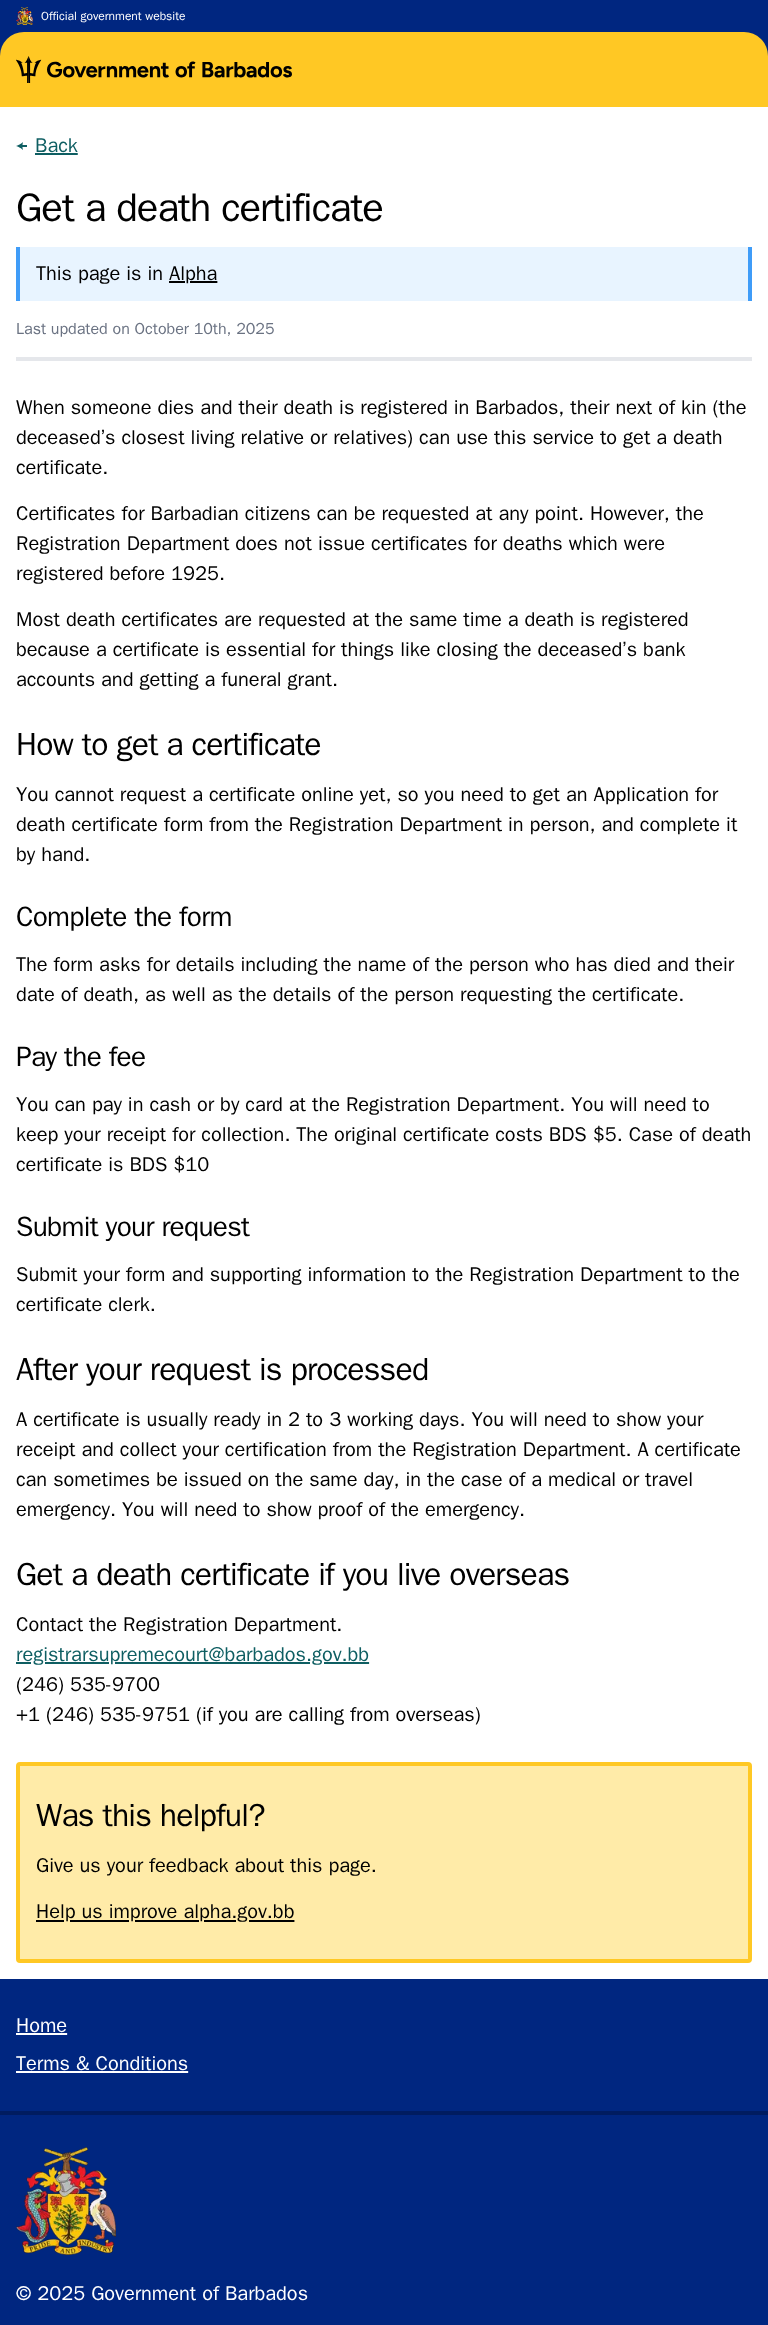 Official government website
Government of Barbados
← Back
Get a death certificate
This page is in Alpha
Last updated on October 10th, 2025
When someone dies and their death is registered in Barbados, their next of kin (the
deceased’s closest living relative or relatives) can use this service to get a death
certificate.
Certificates for Barbadian citizens can be requested at any point. However, the
Registration Department does not issue certificates for deaths which were
registered before 1925.
Most death certificates are requested at the same time a death is registered
because a certificate is essential for things like closing the deceased’s bank
accounts and getting a funeral grant.
How to get a certificate
You cannot request a certificate online yet, so you need to get an Application for
death certificate form from the Registration Department in person, and complete it
by hand.
Complete the form
The form asks for details including the name of the person who has died and their
date of death, as well as the details of the person requesting the certificate.
Pay the fee
You can pay in cash or by card at the Registration Department. You will need to
keep your receipt for collection. The original certificate costs BDS $5. Case of death
certificate is BDS $10
Submit your request
Submit your form and supporting information to the Registration Department to the
certificate clerk.
After your request is processed
A certificate is usually ready in 2 to 3 working days. You will need to show your
receipt and collect your certification from the Registration Department. A certificate
can sometimes be issued on the same day, in the case of a medical or travel
emergency. You will need to show proof of the emergency.
Get a death certificate if you live overseas
Contact the Registration Department.
registrarsupremecourt@barbados.gov.bb
(246) 535-9700
+1 (246) 535-9751 (if you are calling from overseas)
Was this helpful?
Give us your feedback about this page.
Help us improve alpha.gov.bb
Home
Terms & Conditions
PRIDE AND INDUSTRY
© 2025 Government of Barbados